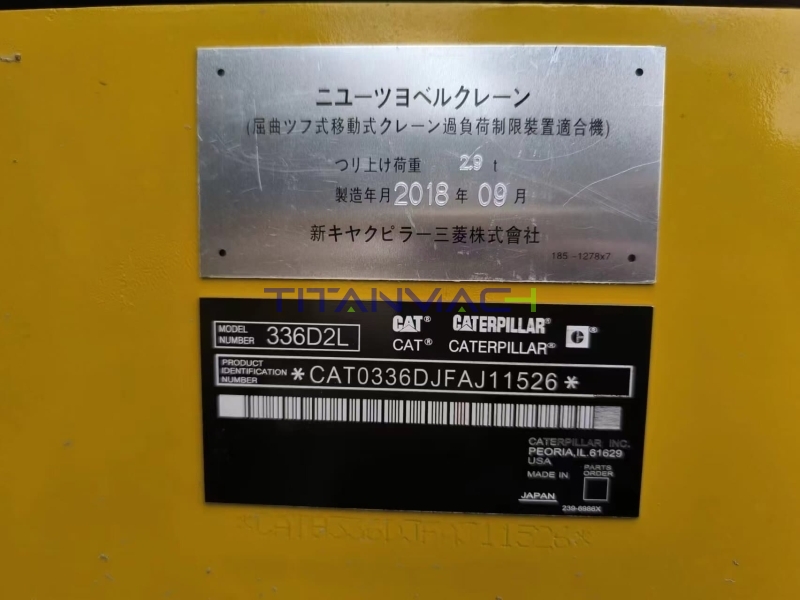 ニユーツヨベルクレーン
(屈曲ツフ式移動式クレーン過負荷制限装置適合機)
つり上げ荷重 2.9 t
製造年月 2018 年 09 月
新キヤクピラー三菱株式會社
185-1278x7
TITANMACH
MODEL NUMBER 336D2L
CAT® CATERPILLAR® C®
CAT® CATERPILLAR®
PRODUCT IDENTIFICATION NUMBER *CAT0336DJFAJ11526*
CATERPILLAR INC.
PEORIA,IL.61629
USA
MADE IN
PARTS ORDER
JAPAN
239-6986X
*CAT0336DJFAJ11526*